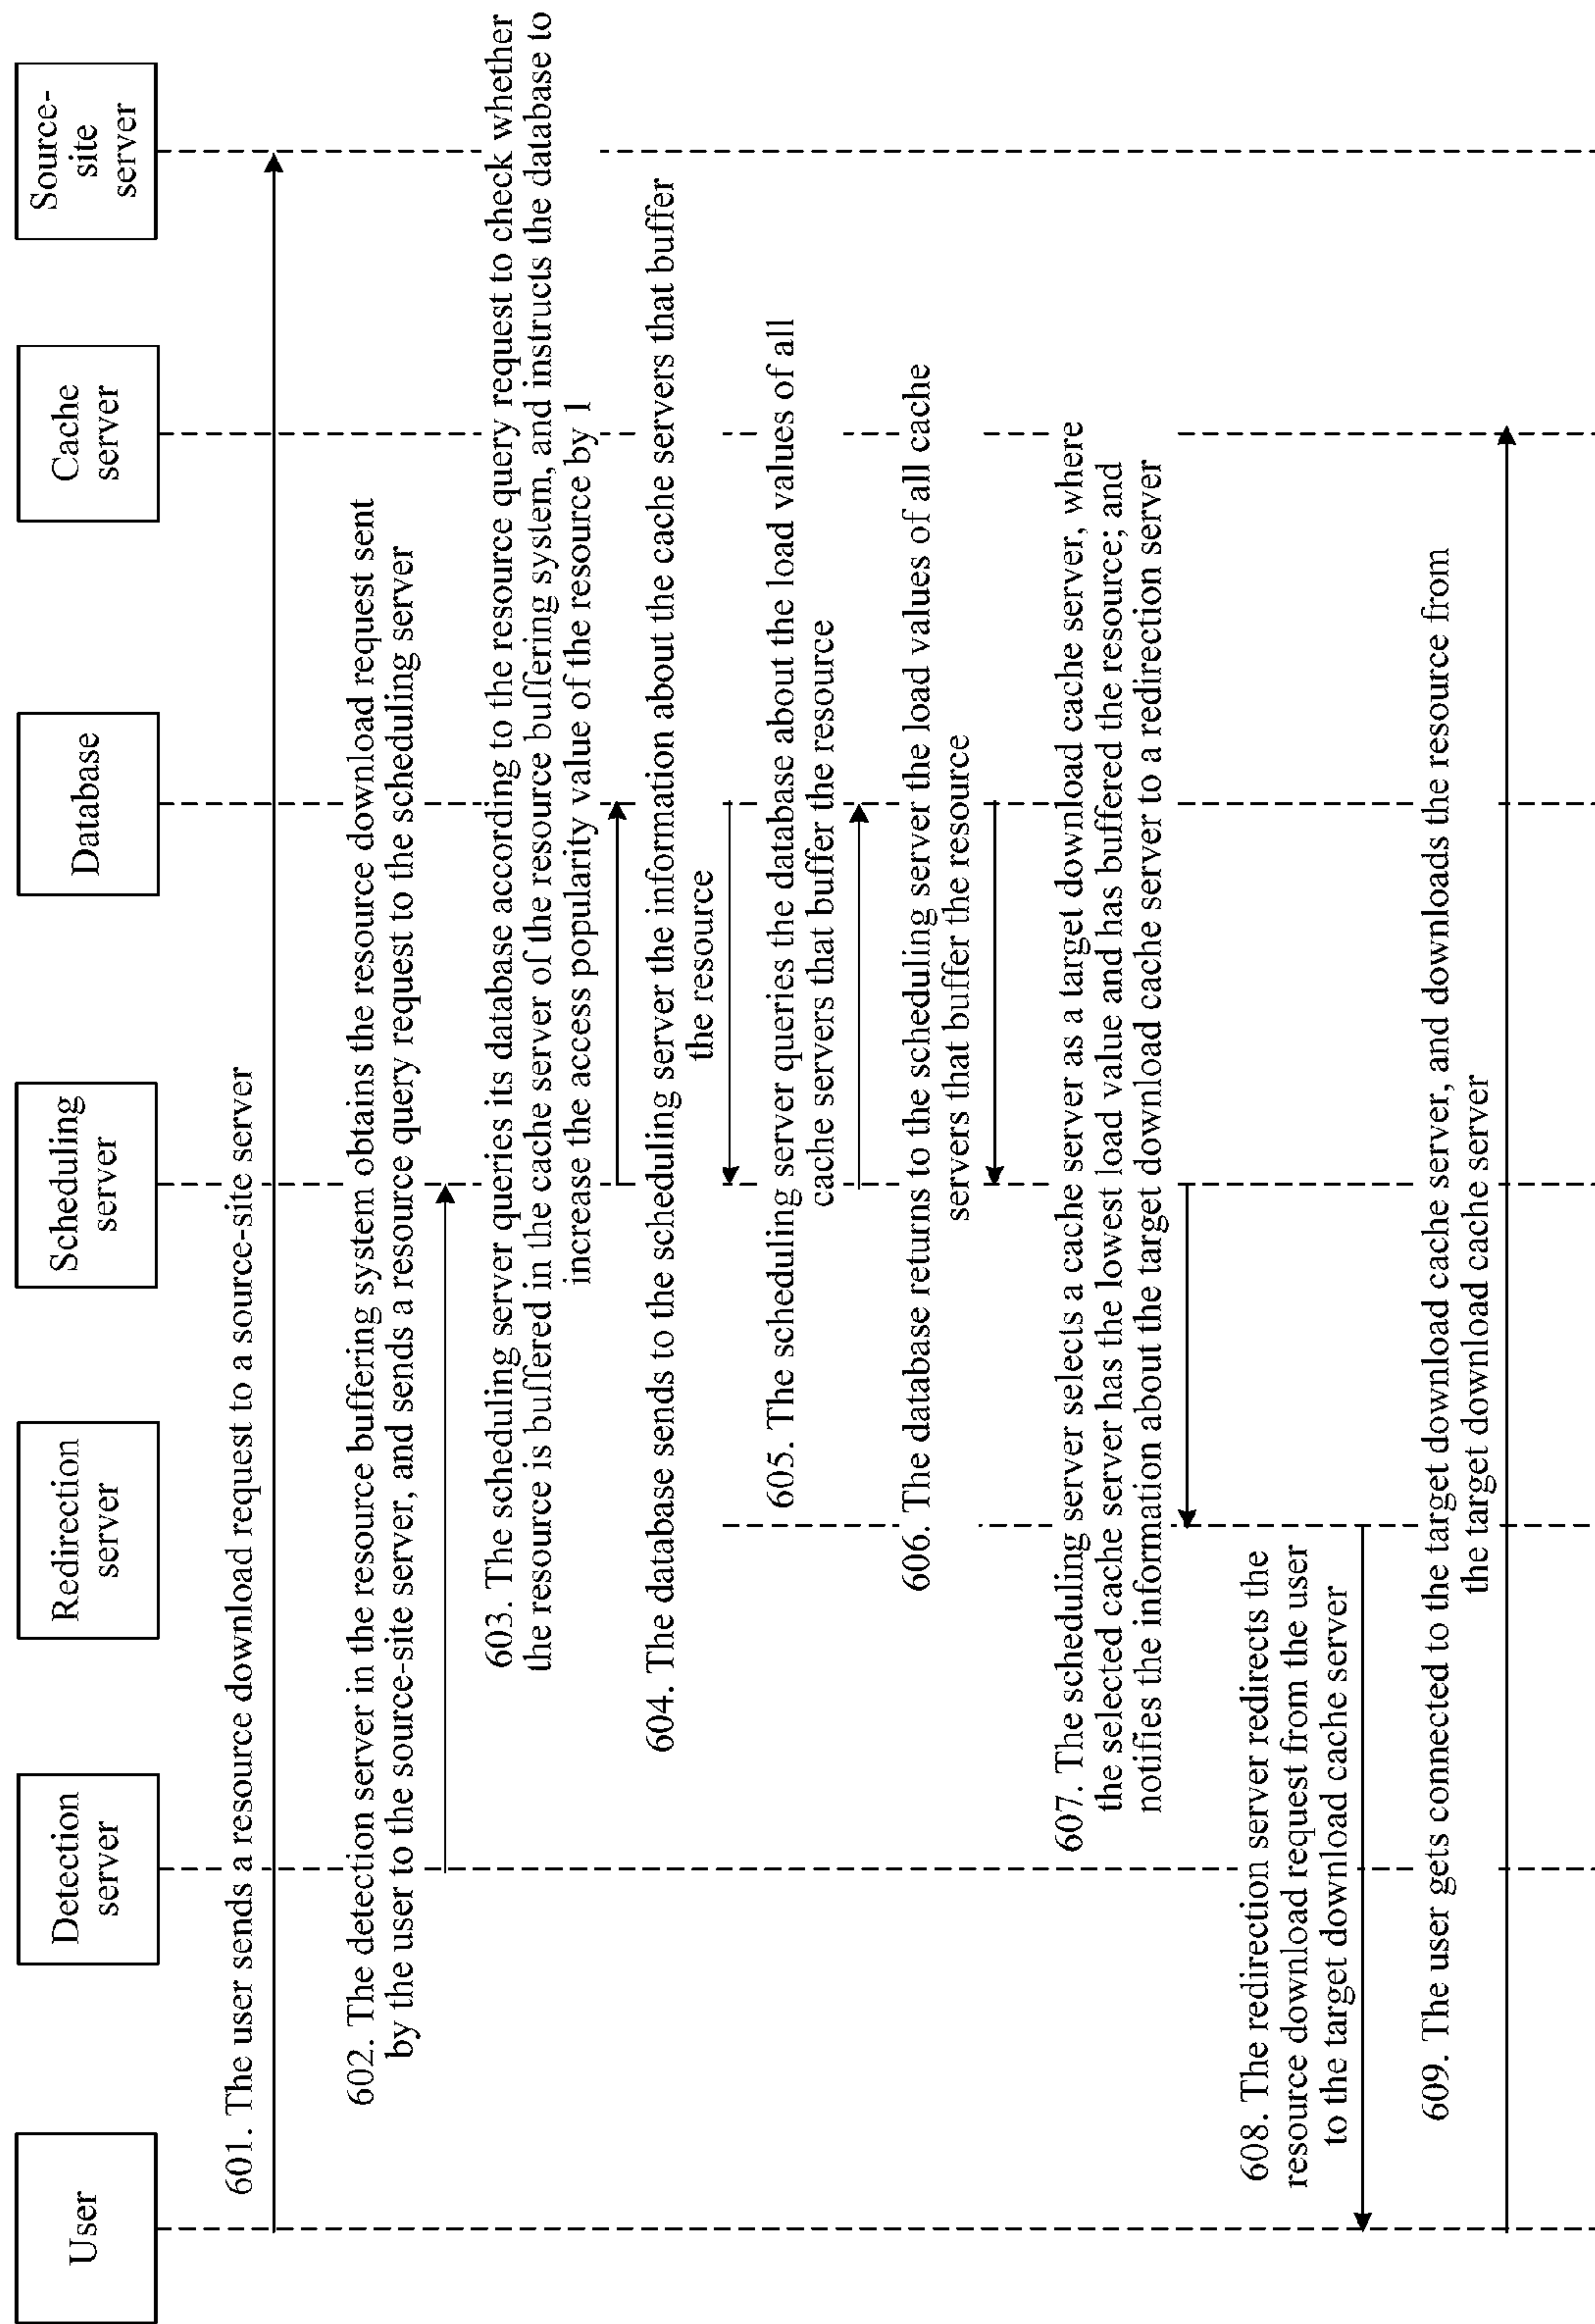 User
Detection
server
Redirection
server
Scheduling
server
Database
Cache
server
Source-
site
server
601. The user sends a resource download request to a source-site server
602. The detection server in the resource buffering system obtains the resource download request sent
by the user to the source-site server, and sends a resource query request to the scheduling server
603. The scheduling server queries its database according to the resource query request to check whether
the resource is buffered in the cache server of the resource buffering system, and instructs the database to
increase the access popularity value of the resource by 1
604. The database sends to the scheduling server the information about the cache servers that buffer
the resource
605. The scheduling server queries the database about the load values of all
cache servers that buffer the resource
606. The database returns to the scheduling server the load values of all cache
servers that buffer the resource
607. The scheduling server selects a cache server as a target download cache server, where
the selected cache server has the lowest load value and has buffered the resource; and
notifies the information about the target download cache server to a redirection server
608. The redirection server redirects the
resource download request from the user
to the target download cache server
609. The user gets connected to the target download cache server, and downloads the resource from
the target download cache server